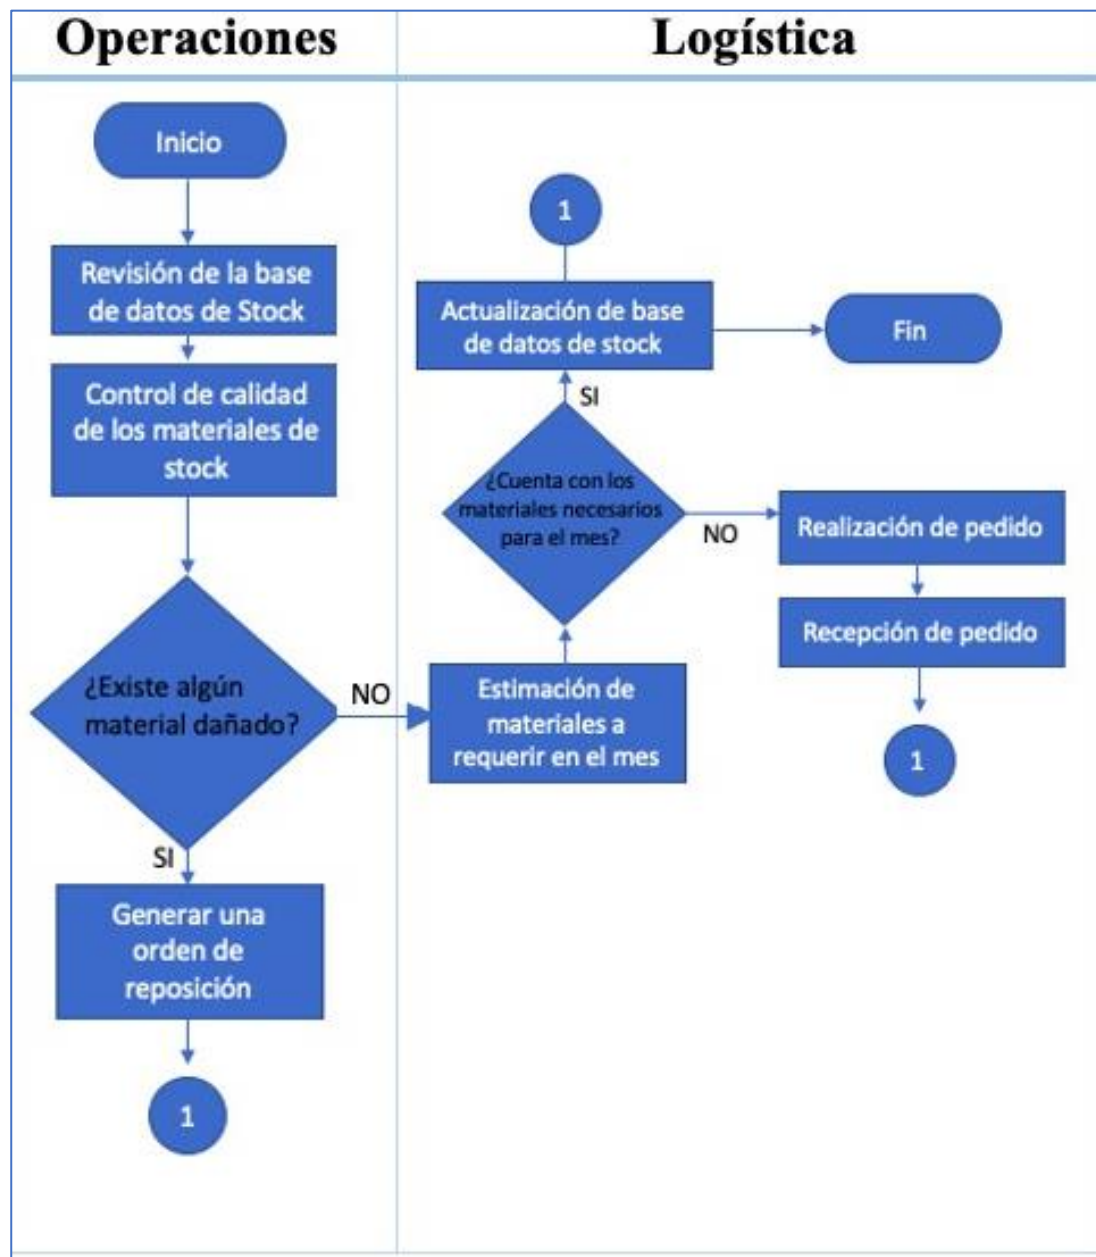 Operaciones
Logística
Inicio
Revisión de la base
de datos de Stock
Control de calidad
de los materiales de
stock
¿Existe algún
material dañado?
NO
SI
Generar una
orden de
reposición
1
1
Actualización de base
de datos de stock
Fin
SI
¿Cuenta con los
materiales necesarios
para el mes?
NO
Realización de pedido
Recepción de pedido
1
Estimación de
materiales a
requerir en el mes